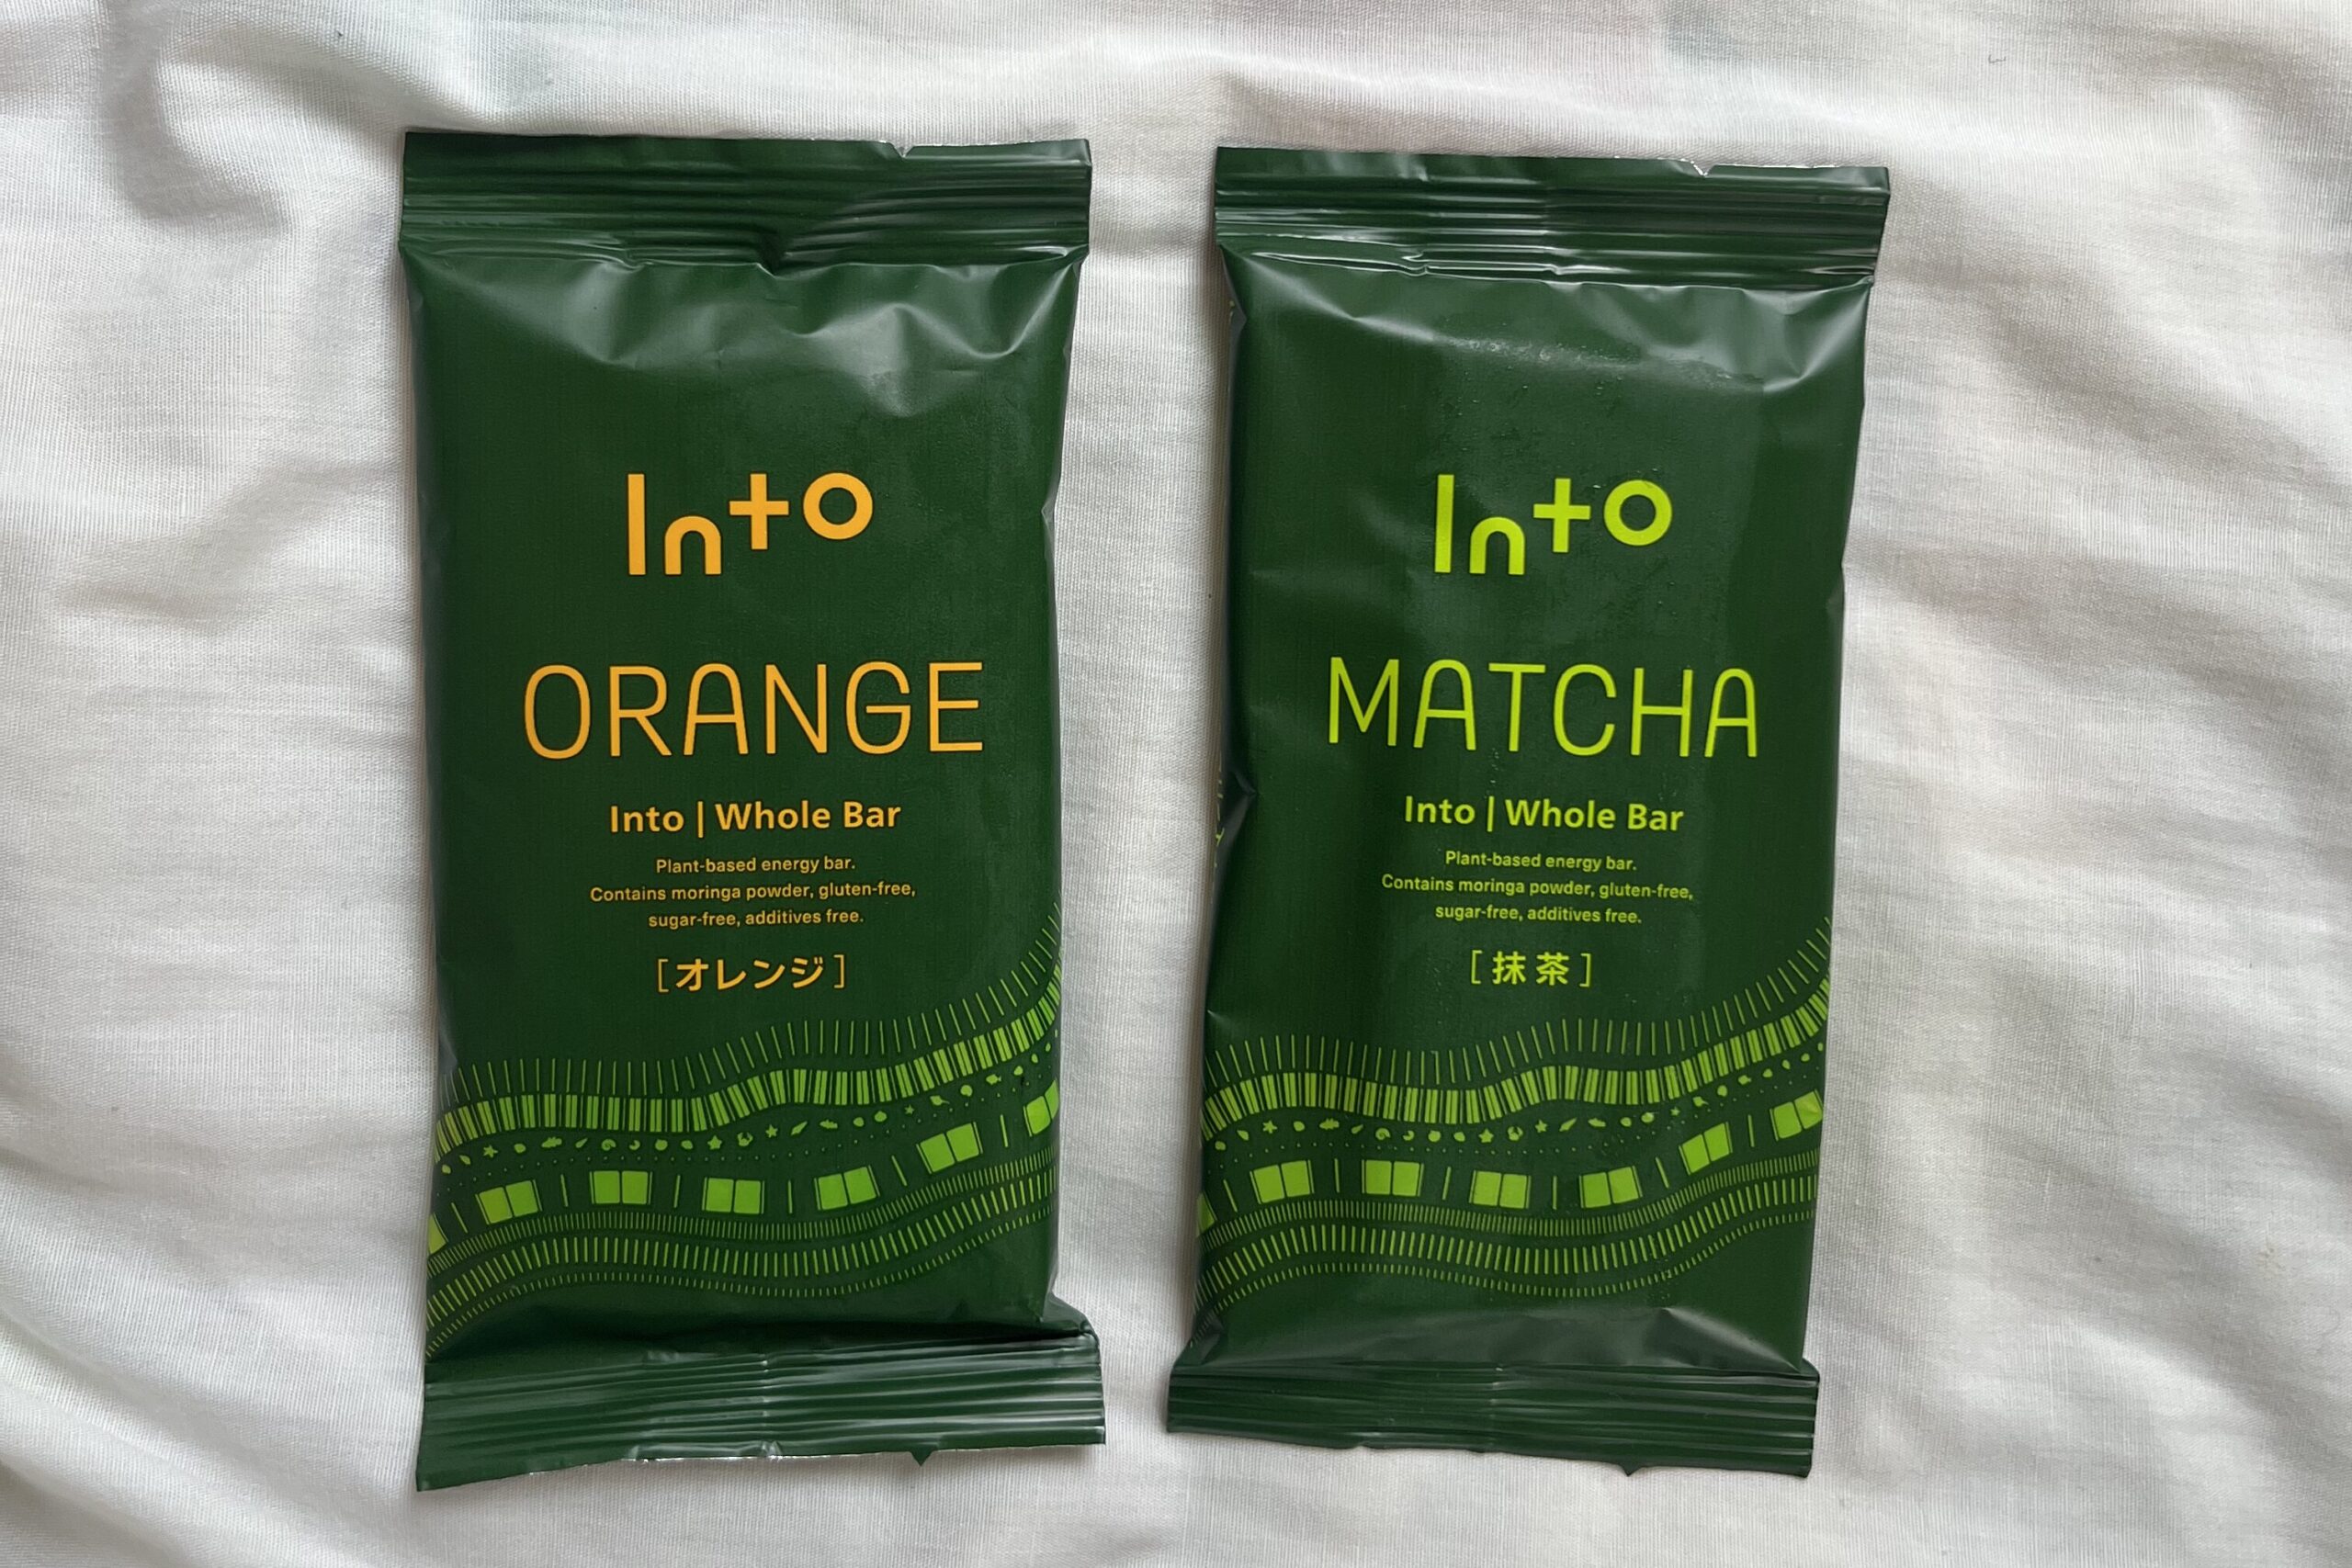 Into
ORANGE
Into | Whole Bar
Plant-based energy bar.
Contains moringa powder, gluten-free,
sugar-free, additives free.
[オレンジ]
Into
MATCHA
Into | Whole Bar
Plant-based energy bar.
Contains moringa powder, gluten-free,
sugar-free, additives free.
[抹茶]